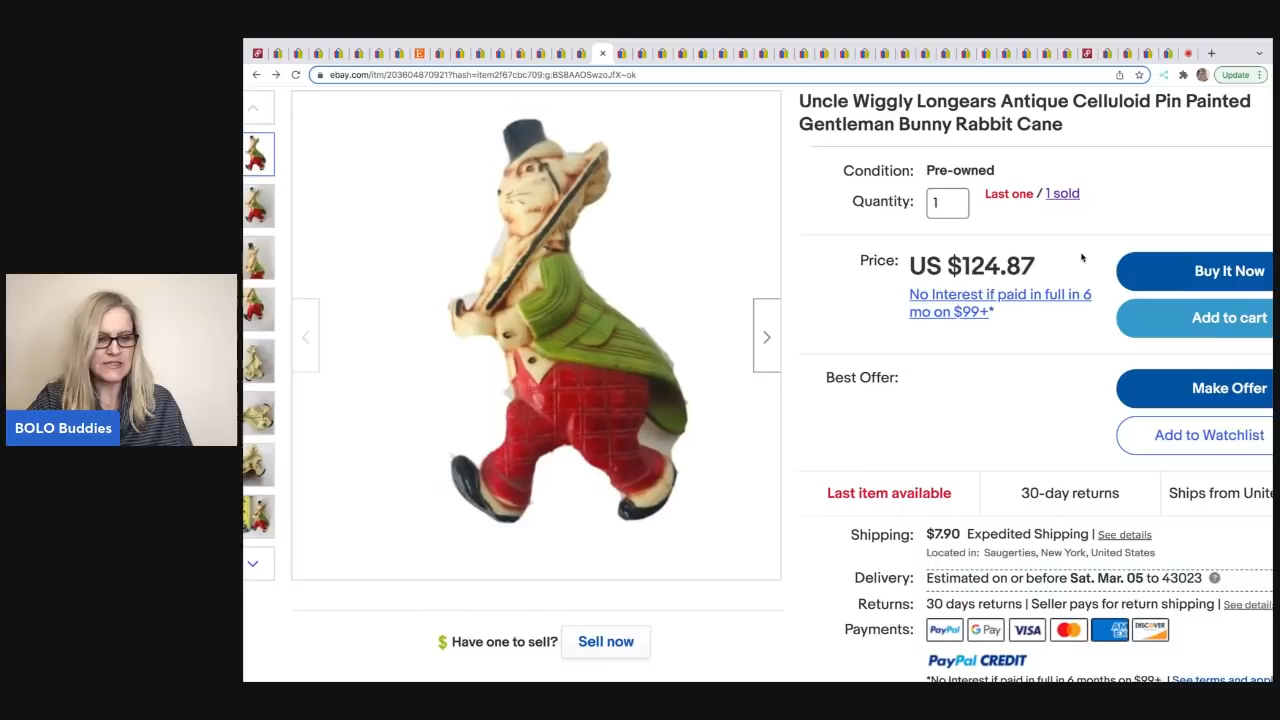 ebay.com/itm/203604870921?hash=item2f67cbc709:g:BS8AAOSwzoJfX~ok
Update
Uncle Wiggly Longears Antique Celluloid Pin Painted
Gentleman Bunny Rabbit Cane
Condition: Pre-owned
Quantity: 1 Last one / 1 sold
Price: US $124.87
No Interest if paid in full in 6
mo on $99+*
Buy It Now
Add to cart
Best Offer:
Make Offer
Add to Watchlist
BOLO Buddies
Last item available 30-day returns Ships from Unite
Shipping: $7.90 Expedited Shipping | See details
Located in: Saugerties, New York, United States
Delivery: Estimated on or before Sat. Mar. 05 to 43023
Returns: 30 days returns | Seller pays for return shipping | See detail
Payments: PayPal G Pay VISA AM EX DISCOVER
PayPal CREDIT
*No Interest if paid in full in 6 months on $99+. | See terms and appl
Have one to sell? Sell now